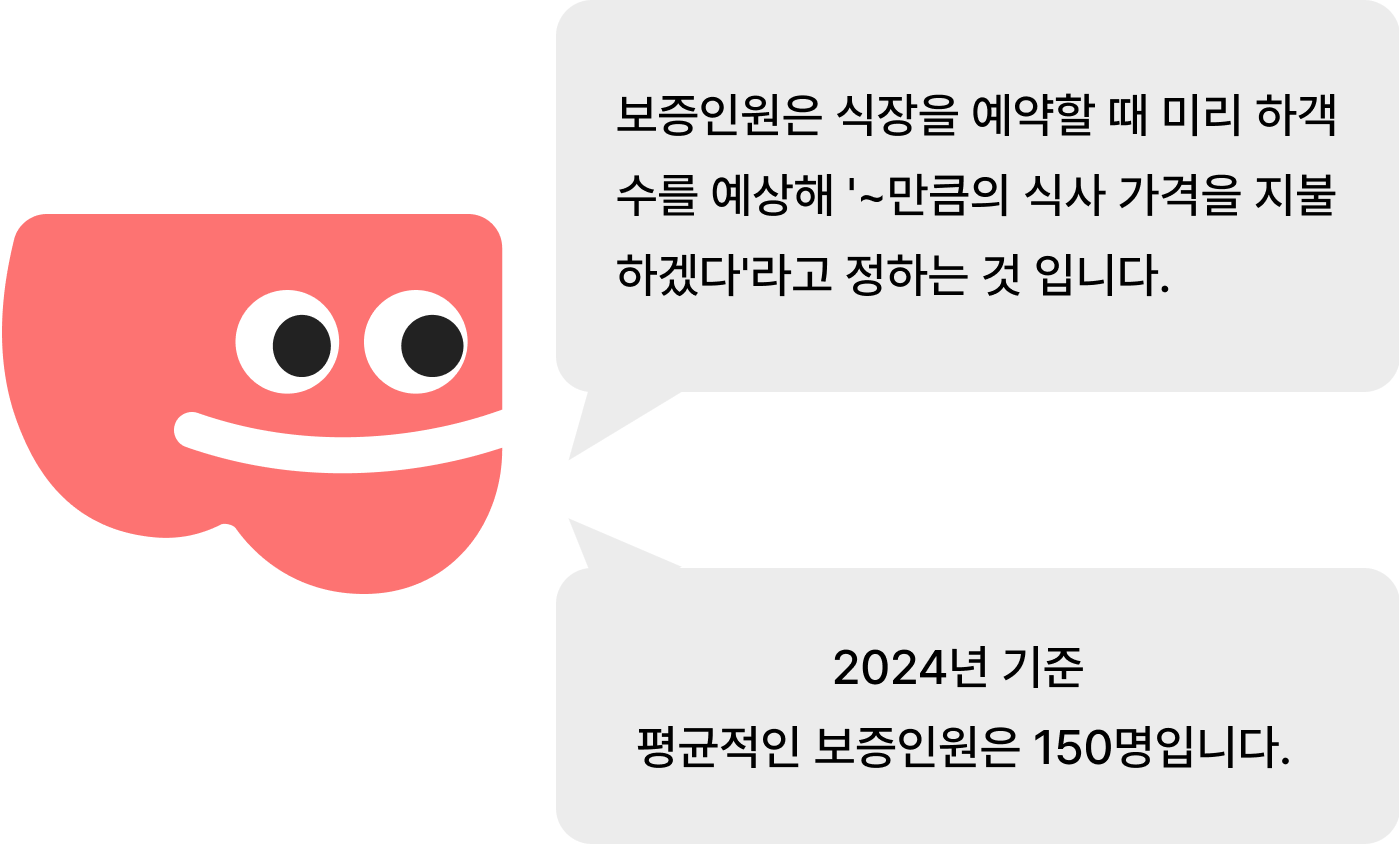 보증인원은 식장을 예약할 때 미리 하객
수를 예상해 '~만큼의 식사 가격을 지불
하겠다'라고 정하는 것 입니다.
2024년 기준
평균적인 보증인원은 150명입니다.